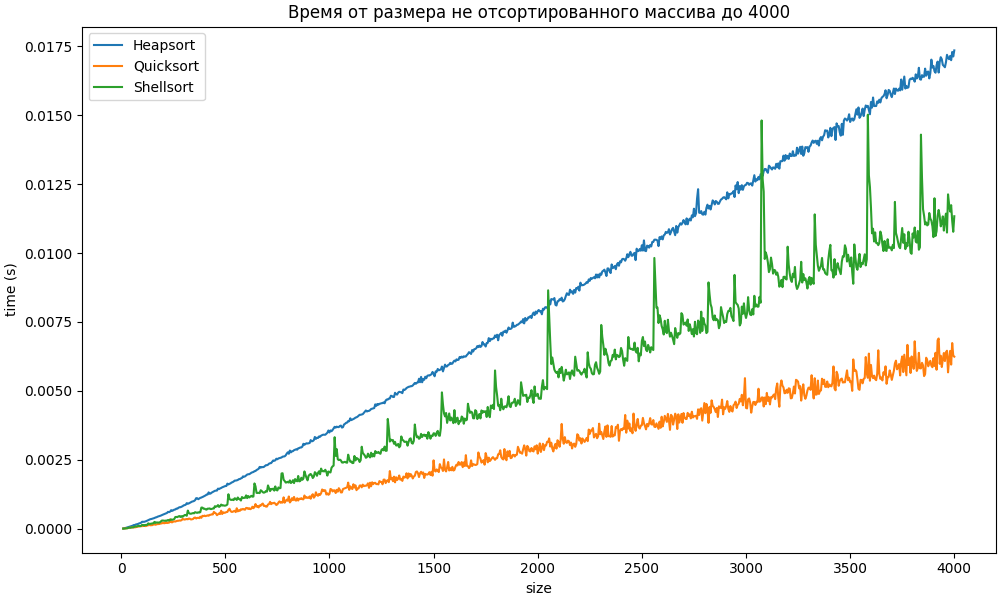 Время от размера не отсортированного массива до 4000
Heapsort
Quicksort
Shellsort
time (s)
0.0175
0.0150
0.0125
0.0100
0.0075
0.0050
0.0025
0.0000
0 500 1000 1500 2000 2500 3000 3500 4000
size